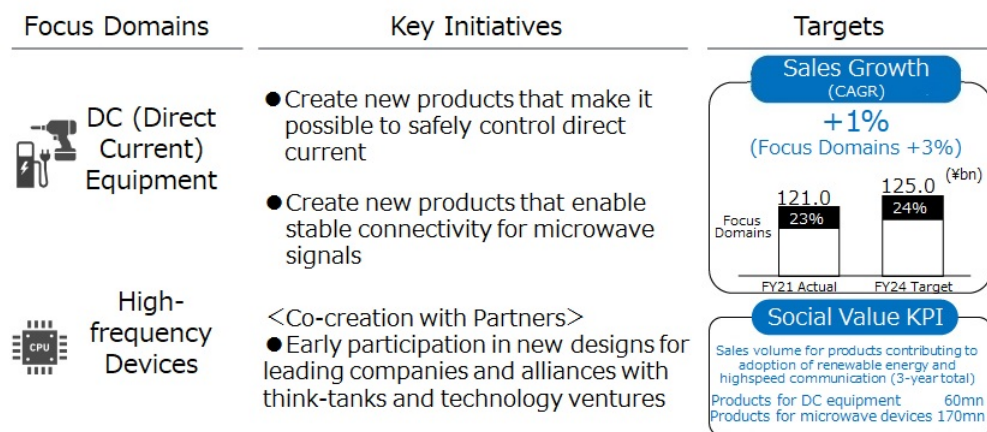 Focus Domains
Key Initiatives
Targets
DC (Direct
Current)
Equipment
High-
frequency
Devices
CPU
●Create new products that make it
possible to safely control direct
current
●Create new products that enable
stable connectivity for microwave
signals
<Co-creation with Partners>
●Early participation in new designs for
leading companies and alliances with
think-tanks and technology ventures
Sales Growth
(CAGR)
+1%
(Focus Domains +3%)
(¥bn)
121.0
125.0
Focus
Domains
23%
24%
FY21 Actual
FY24 Target
Social Value KPI
Sales volume for products contributing to
adoption of renewable energy and
highspeed communication (3-year total)
Products for DC equipment 60mn
Products for microwave devices 170mn